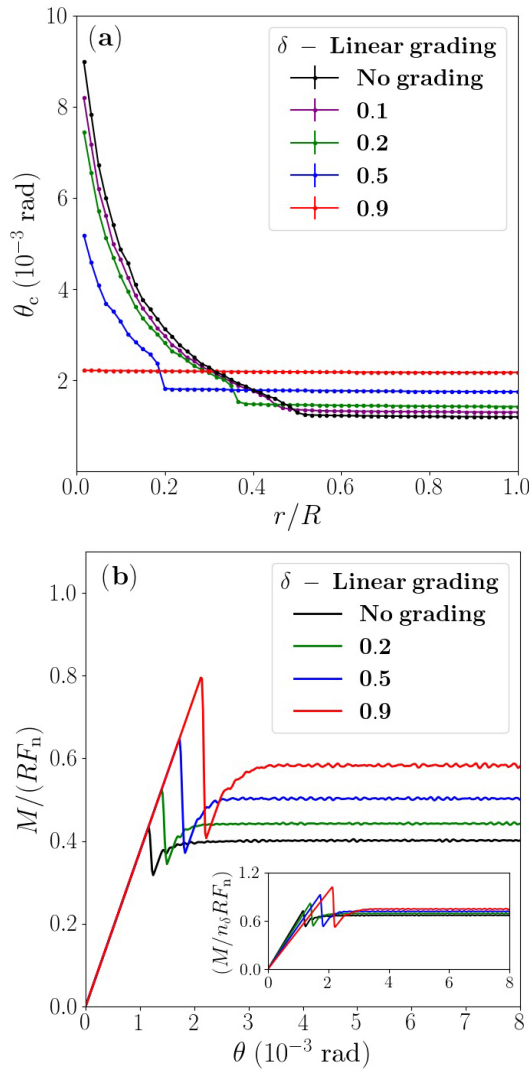 (a)
δ − Linear grading
No grading
0.1
0.2
0.5
0.9
10
8
6
4
2
θc (10−3 rad)
0.0 0.2 0.4 0.6 0.8 1.0
r/R
(b)
δ − Linear grading
No grading
0.2
0.5
0.9
1.0
0.8
0.6
0.4
0.2
0.0
M/(RFn)
1.2
0.6
0.0
(M/nδRFn)
0 2 4 6 8
0 1 2 3 4 5 6 7 8
θ (10−3 rad)